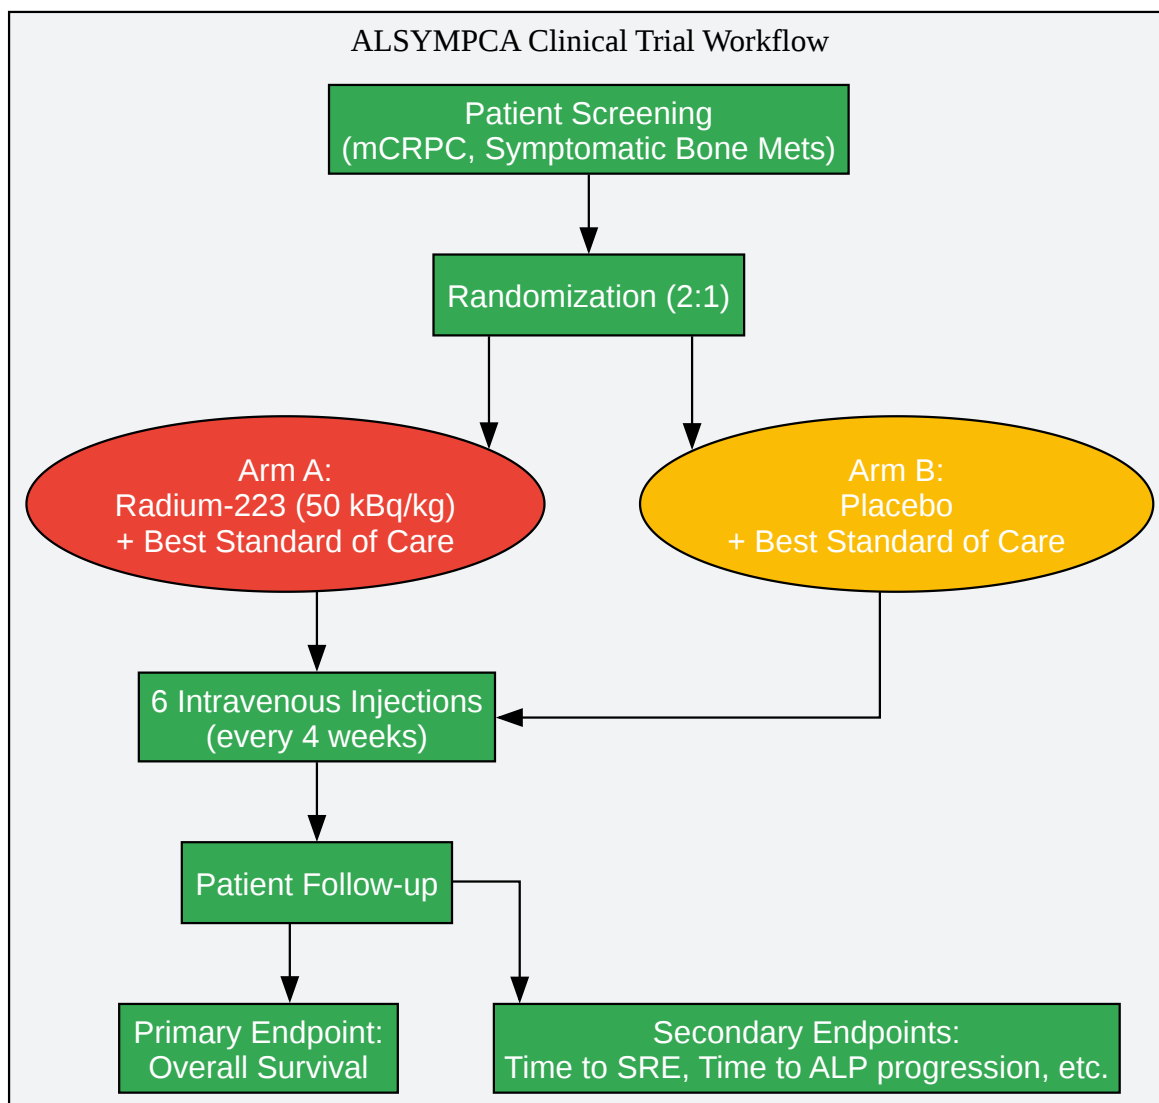 ALSYMPCA Clinical Trial Workflow
Patient Screening
(mCRPC, Symptomatic Bone Mets)
Randomization (2:1)
Arm A:
Radium-223 (50 kBq/kg)
+ Best Standard of Care
Arm B:
Placebo
+ Best Standard of Care
6 Intravenous Injections
(every 4 weeks)
Patient Follow-up
Primary Endpoint:
Overall Survival
Secondary Endpoints:
Time to SRE, Time to ALP progression, etc.